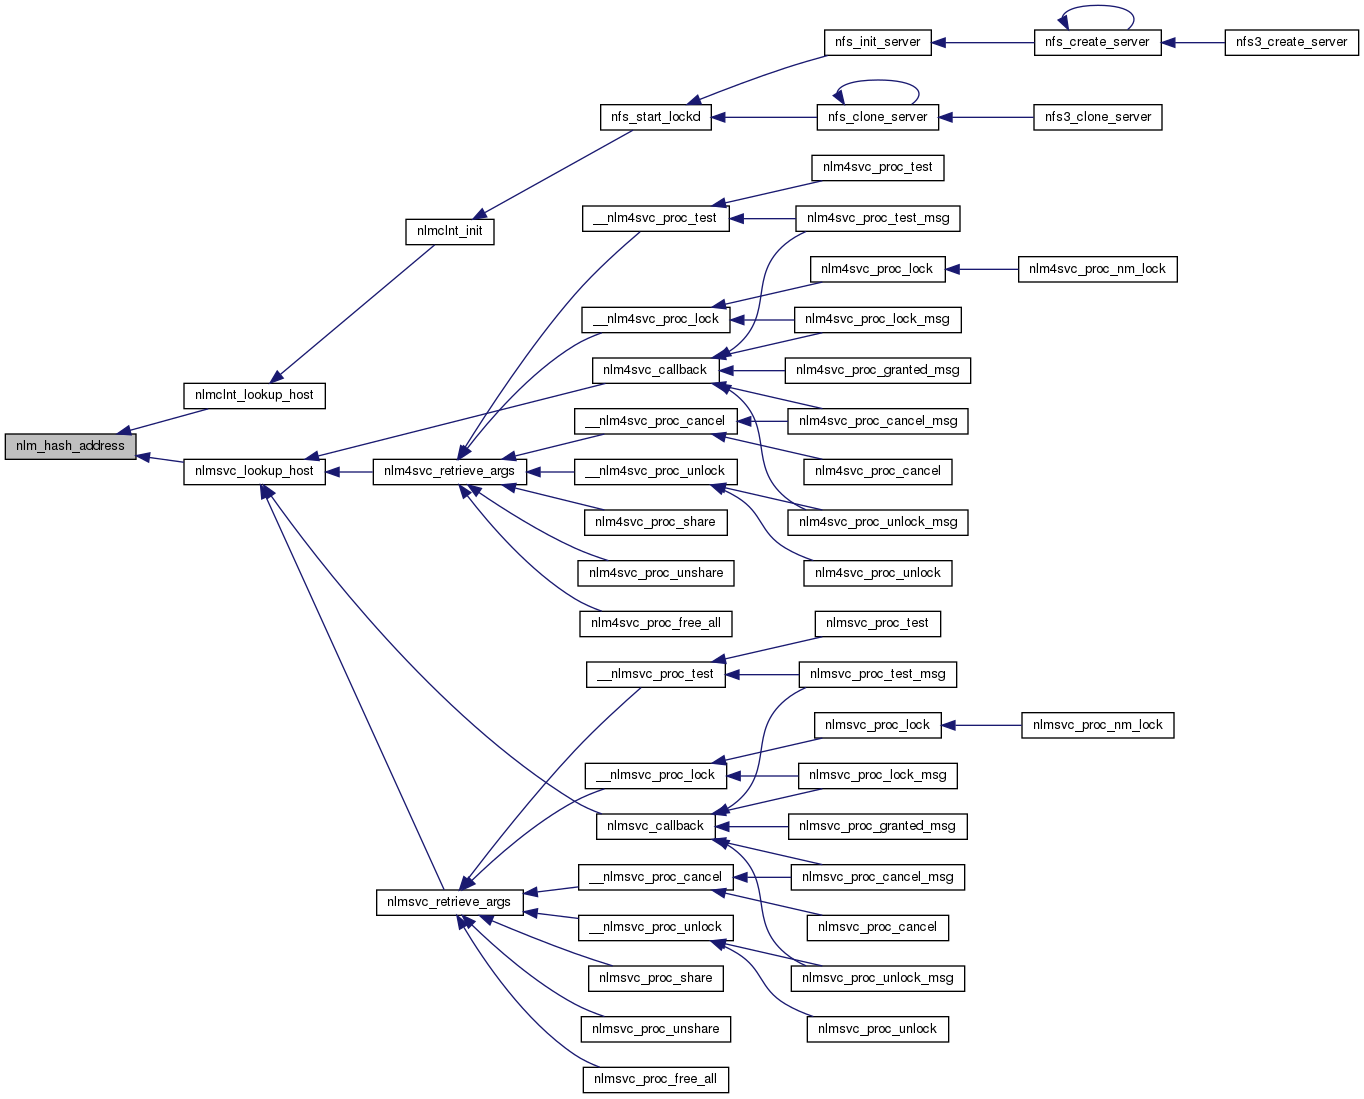 nfs_init_server
nfs_create_server
nfs3_create_server
nfs_start_lockd
nfs_clone_server
nfs3_clone_server
nlm4svc_proc_test
nlmclnt_init
__nlm4svc_proc_test
nlm4svc_proc_test_msg
nlm4svc_proc_lock
nlm4svc_proc_nm_lock
__nlm4svc_proc_lock
nlm4svc_proc_lock_msg
nlm4svc_callback
nlm4svc_proc_granted_msg
nlmclnt_lookup_host
__nlm4svc_proc_cancel
nlm4svc_proc_cancel_msg
nlm_hash_address
nlmsvc_lookup_host
nlm4svc_retrieve_args
__nlm4svc_proc_unlock
nlm4svc_proc_cancel
nlm4svc_proc_share
nlm4svc_proc_unlock_msg
nlm4svc_proc_unshare
nlm4svc_proc_unlock
nlm4svc_proc_free_all
nlmsvc_proc_test
__nlmsvc_proc_test
nlmsvc_proc_test_msg
nlmsvc_proc_lock
nlmsvc_proc_nm_lock
__nlmsvc_proc_lock
nlmsvc_proc_lock_msg
nlmsvc_callback
nlmsvc_proc_granted_msg
__nlmsvc_proc_cancel
nlmsvc_proc_cancel_msg
nlmsvc_retrieve_args
__nlmsvc_proc_unlock
nlmsvc_proc_cancel
nlmsvc_proc_share
nlmsvc_proc_unlock_msg
nlmsvc_proc_unshare
nlmsvc_proc_unlock
nlmsvc_proc_free_all